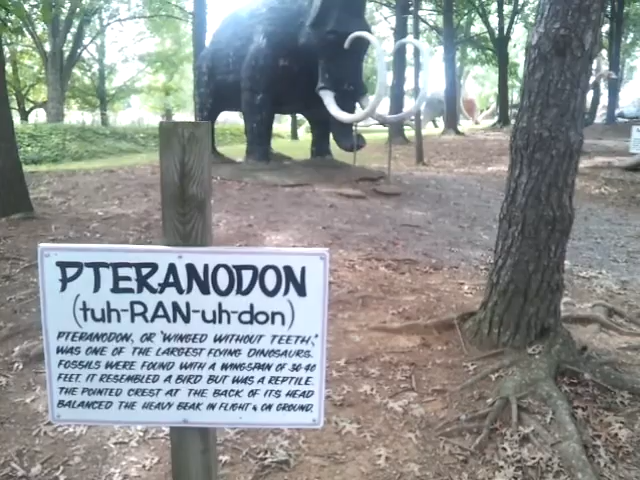 PTERANODON
(tuh-RAN-uh-don)
PTERANODON, OR "WINGED WITHOUT TEETH,"
WAS ONE OF THE LARGEST FLYING DINOSAURS.
FOSSILS WERE FOUND WITH A WINGSPAN OF 30-40
FEET. IT RESEMBLED A BIRD BUT WAS A REPTILE.
THE POINTED CREST AT THE BACK OF ITS HEAD
BALANCED THE HEAVY BEAK IN FLIGHT & ON GROUND.